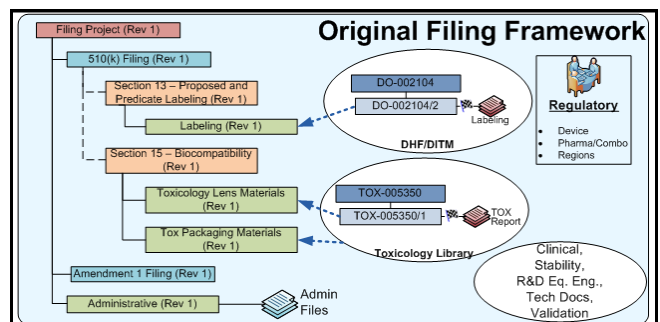 Original Filing Framework
Filing Project (Rev 1)
510(k) Filing (Rev 1)
Section 13 – Proposed and
Predicate Labeling (Rev 1)
Labeling (Rev 1)
Section 15 – Biocompatibility
(Rev 1)
Toxicology Lens Materials
(Rev 1)
Tox Packaging Materials
(Rev 1)
Amendment 1 Filing (Rev 1)
Administrative (Rev 1)
Admin
Files
DO-002104
DO-002104/2
Labeling
DHF/DITM
TOX-005350
TOX-005350/1
TOX
Report
Toxicology Library
Regulatory
• Device
• Pharma/Combo
• Regions
Clinical,
Stability,
R&D Eq. Eng.,
Tech Docs,
Validation